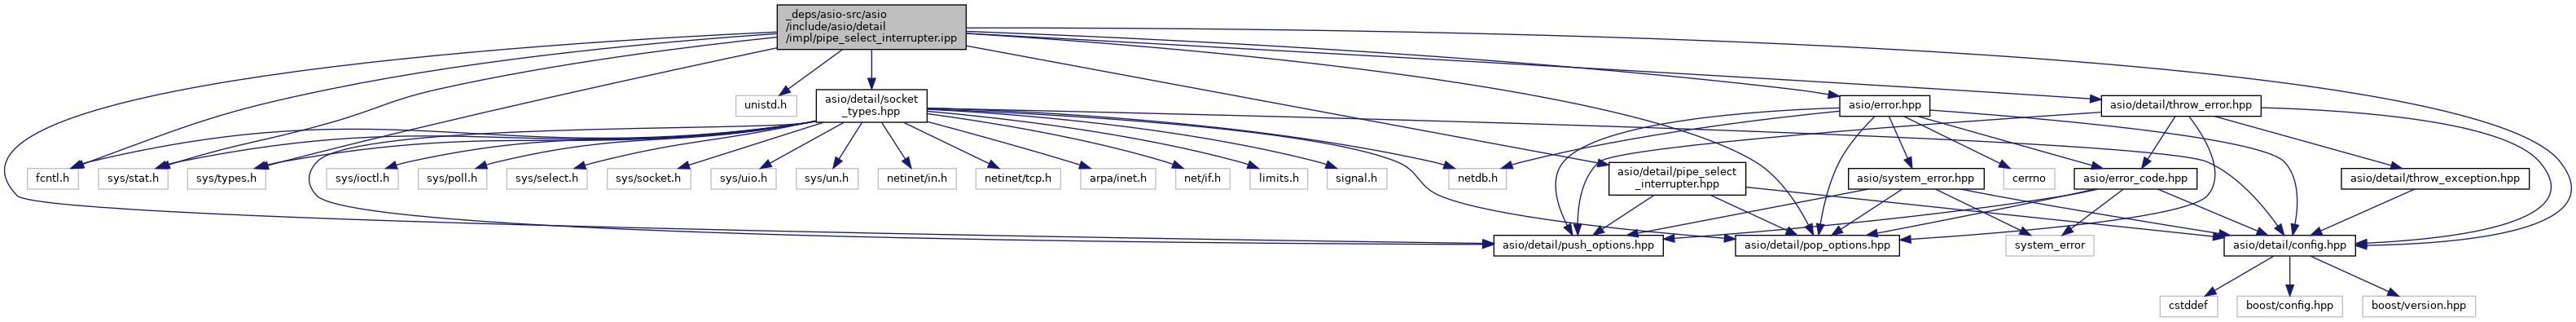 _deps/asio-src/asio
/include/asio/detail
/impl/pipe_select_interrupter.ipp
unistd.h
asio/detail/socket
_types.hpp
asio/error.hpp
asio/detail/throw_error.hpp
fcntl.h
sys/stat.h
sys/types.h
sys/ioctl.h
sys/poll.h
sys/select.h
sys/socket.h
sys/uio.h
sys/un.h
netinet/in.h
netinet/tcp.h
arpa/inet.h
net/if.h
limits.h
signal.h
netdb.h
asio/detail/pipe_select
_interrupter.hpp
asio/system_error.hpp
cerrno
asio/error_code.hpp
asio/detail/throw_exception.hpp
asio/detail/push_options.hpp
asio/detail/pop_options.hpp
system_error
asio/detail/config.hpp
cstddef
boost/config.hpp
boost/version.hpp